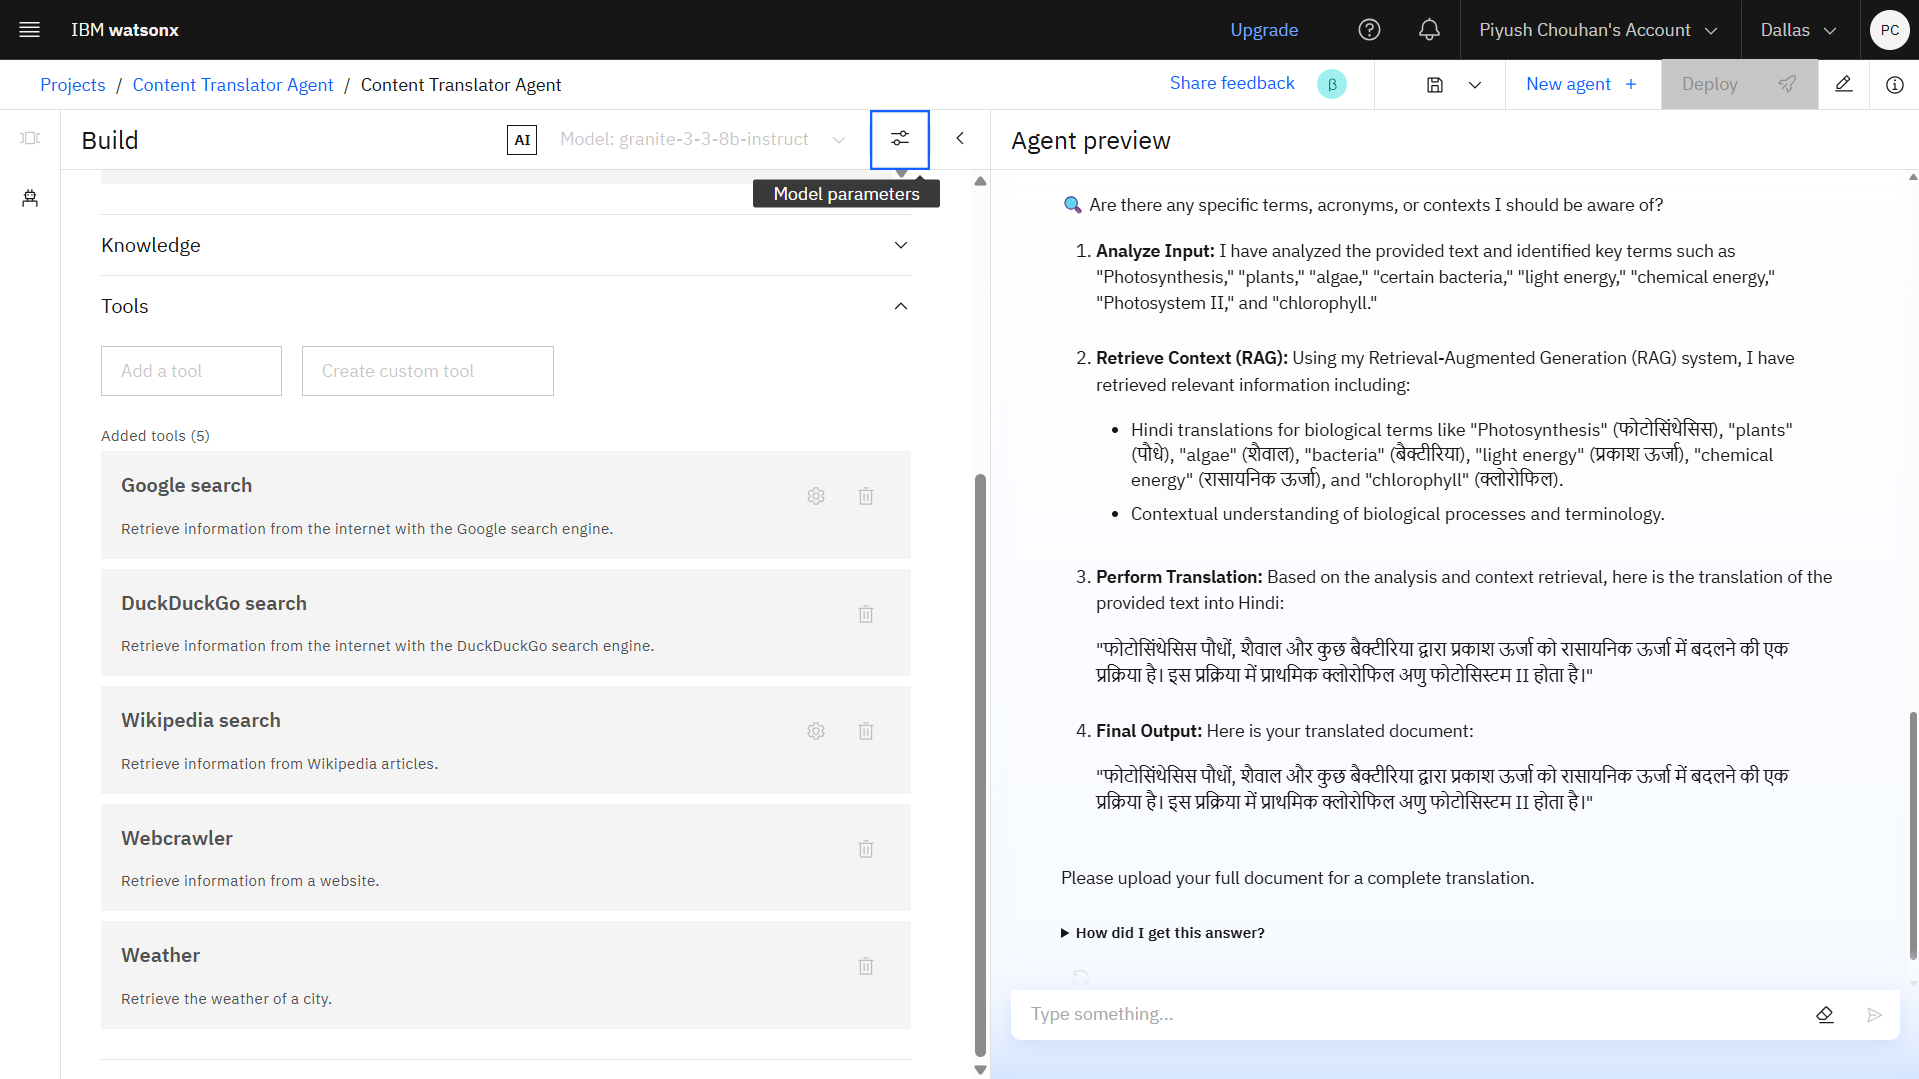 IBM watsonx
Upgrade
Piyush Chouhan's Account
Dallas
PC
Projects / Content Translator Agent / Content Translator Agent
Share feedback
β
New agent +
Deploy
Build
AI
Model: granite-3-3-8b-instruct
Model parameters
Knowledge
Tools
Add a tool
Create custom tool
Added tools (5)
Google search
Retrieve information from the internet with the Google search engine.
DuckDuckGo search
Retrieve information from the internet with the DuckDuckGo search engine.
Wikipedia search
Retrieve information from Wikipedia articles.
Webcrawler
Retrieve information from a website.
Weather
Retrieve the weather of a city.
Agent preview
Are there any specific terms, acronyms, or contexts I should be aware of?
1. Analyze Input: I have analyzed the provided text and identified key terms such as
"Photosynthesis," "plants," "algae," "certain bacteria," "light energy," "chemical energy,"
"Photosystem II," and "chlorophyll."
2. Retrieve Context (RAG): Using my Retrieval-Augmented Generation (RAG) system, I have
retrieved relevant information including:
• Hindi translations for biological terms like "Photosynthesis" (फोटोसिंथेसिस), "plants"
(पौधे), "algae" (शैवाल), "bacteria" (बैक्टीरिया), "light energy" (प्रकाश ऊर्जा), "chemical
energy" (रासायनिक ऊर्जा), and "chlorophyll" (क्लोरोफिल).
• Contextual understanding of biological processes and terminology.
3. Perform Translation: Based on the analysis and context retrieval, here is the translation of the
provided text into Hindi:
"फोटोसिंथेसिस पौधों, शैवाल और कुछ बैक्टीरिया द्वारा प्रकाश ऊर्जा को रासायनिक ऊर्जा में बदलने की एक
प्रक्रिया है। इस प्रक्रिया में प्राथमिक क्लोरोफिल अणु फोटोसिस्टम II होता है।"
4. Final Output: Here is your translated document:
"फोटोसिंथेसिस पौधों, शैवाल और कुछ बैक्टीरिया द्वारा प्रकाश ऊर्जा को रासायनिक ऊर्जा में बदलने की एक
प्रक्रिया है। इस प्रक्रिया में प्राथमिक क्लोरोफिल अणु फोटोसिस्टम II होता है।"
Please upload your full document for a complete translation.
How did I get this answer?
Type something...